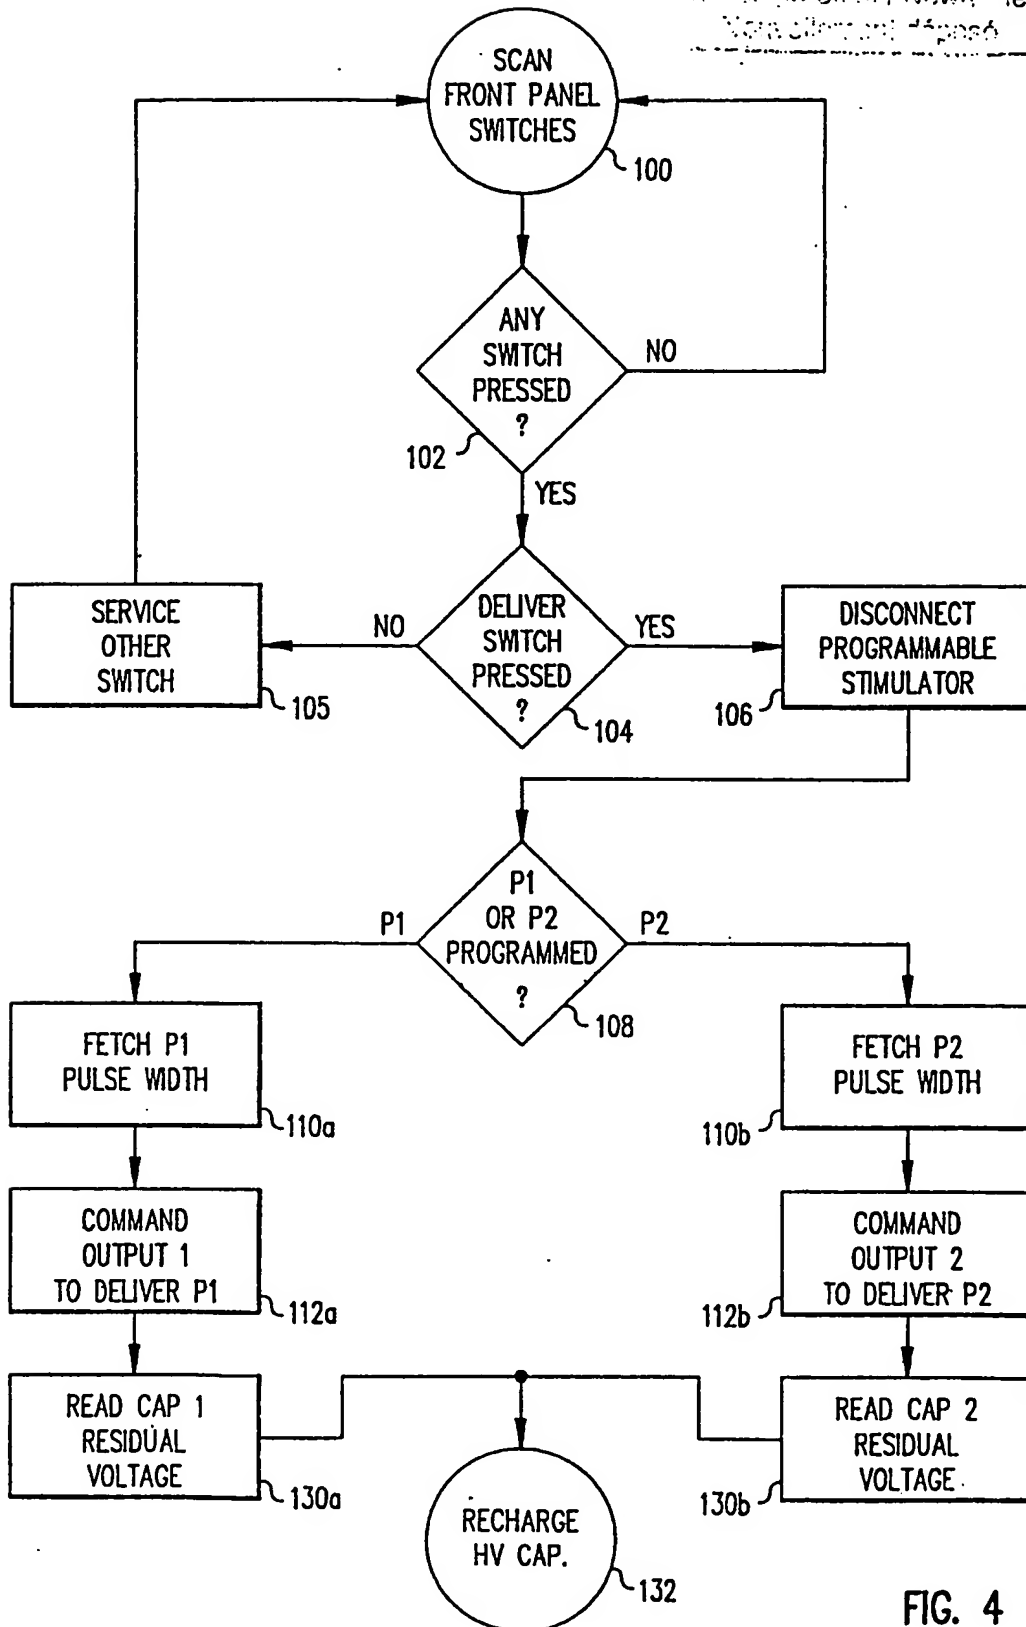 déposé
SCAN
FRONT PANEL
SWITCHES
100
ANY
SWITCH
PRESSED
?
NO
102
YES
SERVICE
OTHER
SWITCH
105
NO
DELIVER
SWITCH
PRESSED
?
YES
104
DISCONNECT
PROGRAMMABLE
STIMULATOR
106
P1
P1
OR P2
PROGRAMMED
?
P2
108
FETCH P1
PULSE WIDTH
110a
FETCH P2
PULSE WIDTH
110b
COMMAND
OUTPUT 1
TO DELIVER P1
112a
COMMAND
OUTPUT 2
TO DELIVER P2
112b
READ CAP 1
RESIDUAL
VOLTAGE
130a
READ CAP 2
RESIDUAL
VOLTAGE
130b
RECHARGE
HV CAP.
132
FIG. 4